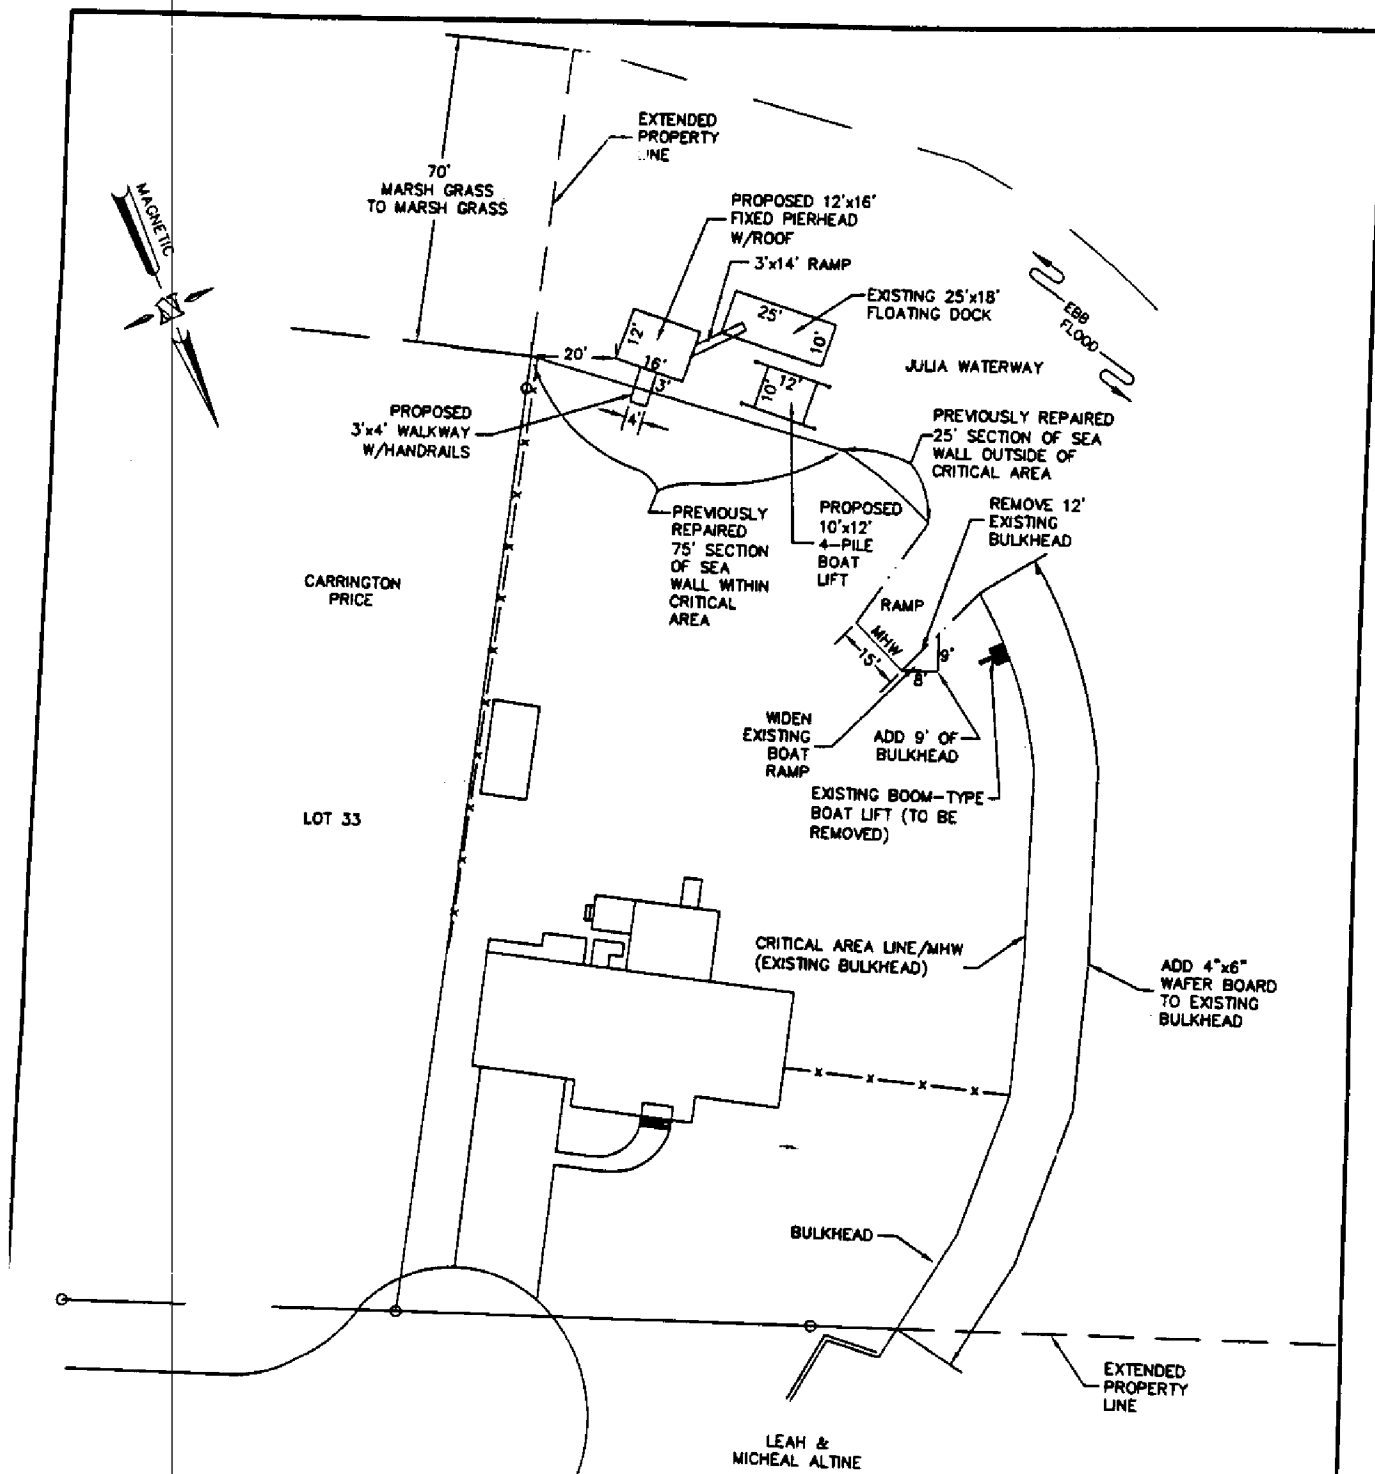 EXTENDED
PROPERTY
LINE
70'
MARSH GRASS
TO MARSH GRASS
MAGNETIC
PROPOSED 12'x16'
FIXED PIERHEAD
W/ROOF
3'x14' RAMP
EXISTING 25'x18'
FLOATING DOCK
25'
10'
EBB
FLOOD
12'
16'
20'
3'
4'
10'
12'
JULIA WATERWAY
PROPOSED
3'x4' WALKWAY
W/HANDRAILS
PREVIOUSLY REPAIRED
25' SECTION OF SEA
WALL OUTSIDE OF
CRITICAL AREA
PREVIOUSLY
REPAIRED
75' SECTION
OF SEA
WALL WITHIN
CRITICAL
AREA
PROPOSED
10'x12'
4-PILE
BOAT
LIFT
REMOVE 12'
EXISTING
BULKHEAD
CARRINGTON
PRICE
RAMP
MHW
15'
9'
8'
WIDEN
EXISTING
BOAT
RAMP
ADD 9' OF
BULKHEAD
EXISTING BOOM-TYPE
BOAT LIFT (TO BE
REMOVED)
LOT 33
CRITICAL AREA LINE/MHW
(EXISTING BULKHEAD)
ADD 4"x6"
WAFER BOARD
TO EXISTING
BULKHEAD
BULKHEAD
EXTENDED
PROPERTY
LINE
LEAH &
MICHEAL ALTINE